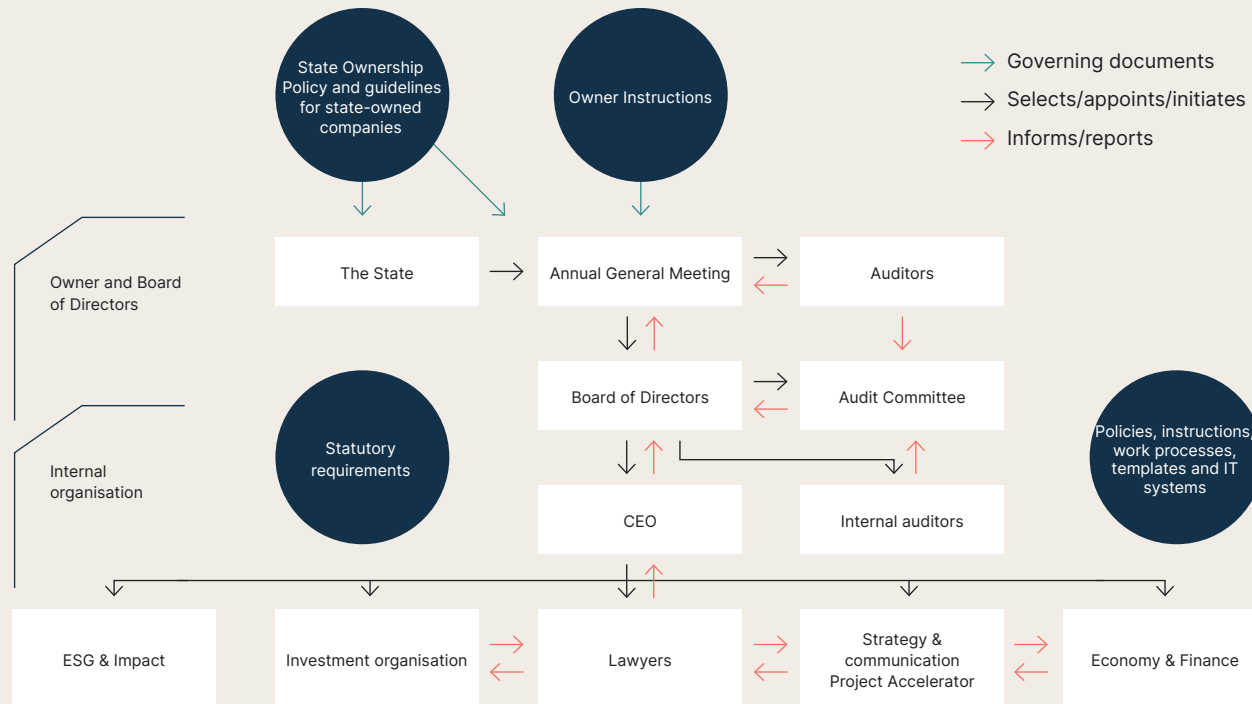 State Ownership
Policy and guidelines
for state-owned
companies
Owner Instructions
Governing documents
Selects/appoints/initiates
Informs/reports
Owner and Board
of Directors
The State
Annual General Meeting
Auditors
Board of Directors
Audit Committee
Statutory
requirements
Policies, instructions,
work processes,
templates and IT
systems
Internal
organisation
CEO
Internal auditors
ESG & Impact
Investment organisation
Lawyers
Strategy &
communication
Project Accelerator
Economy & Finance